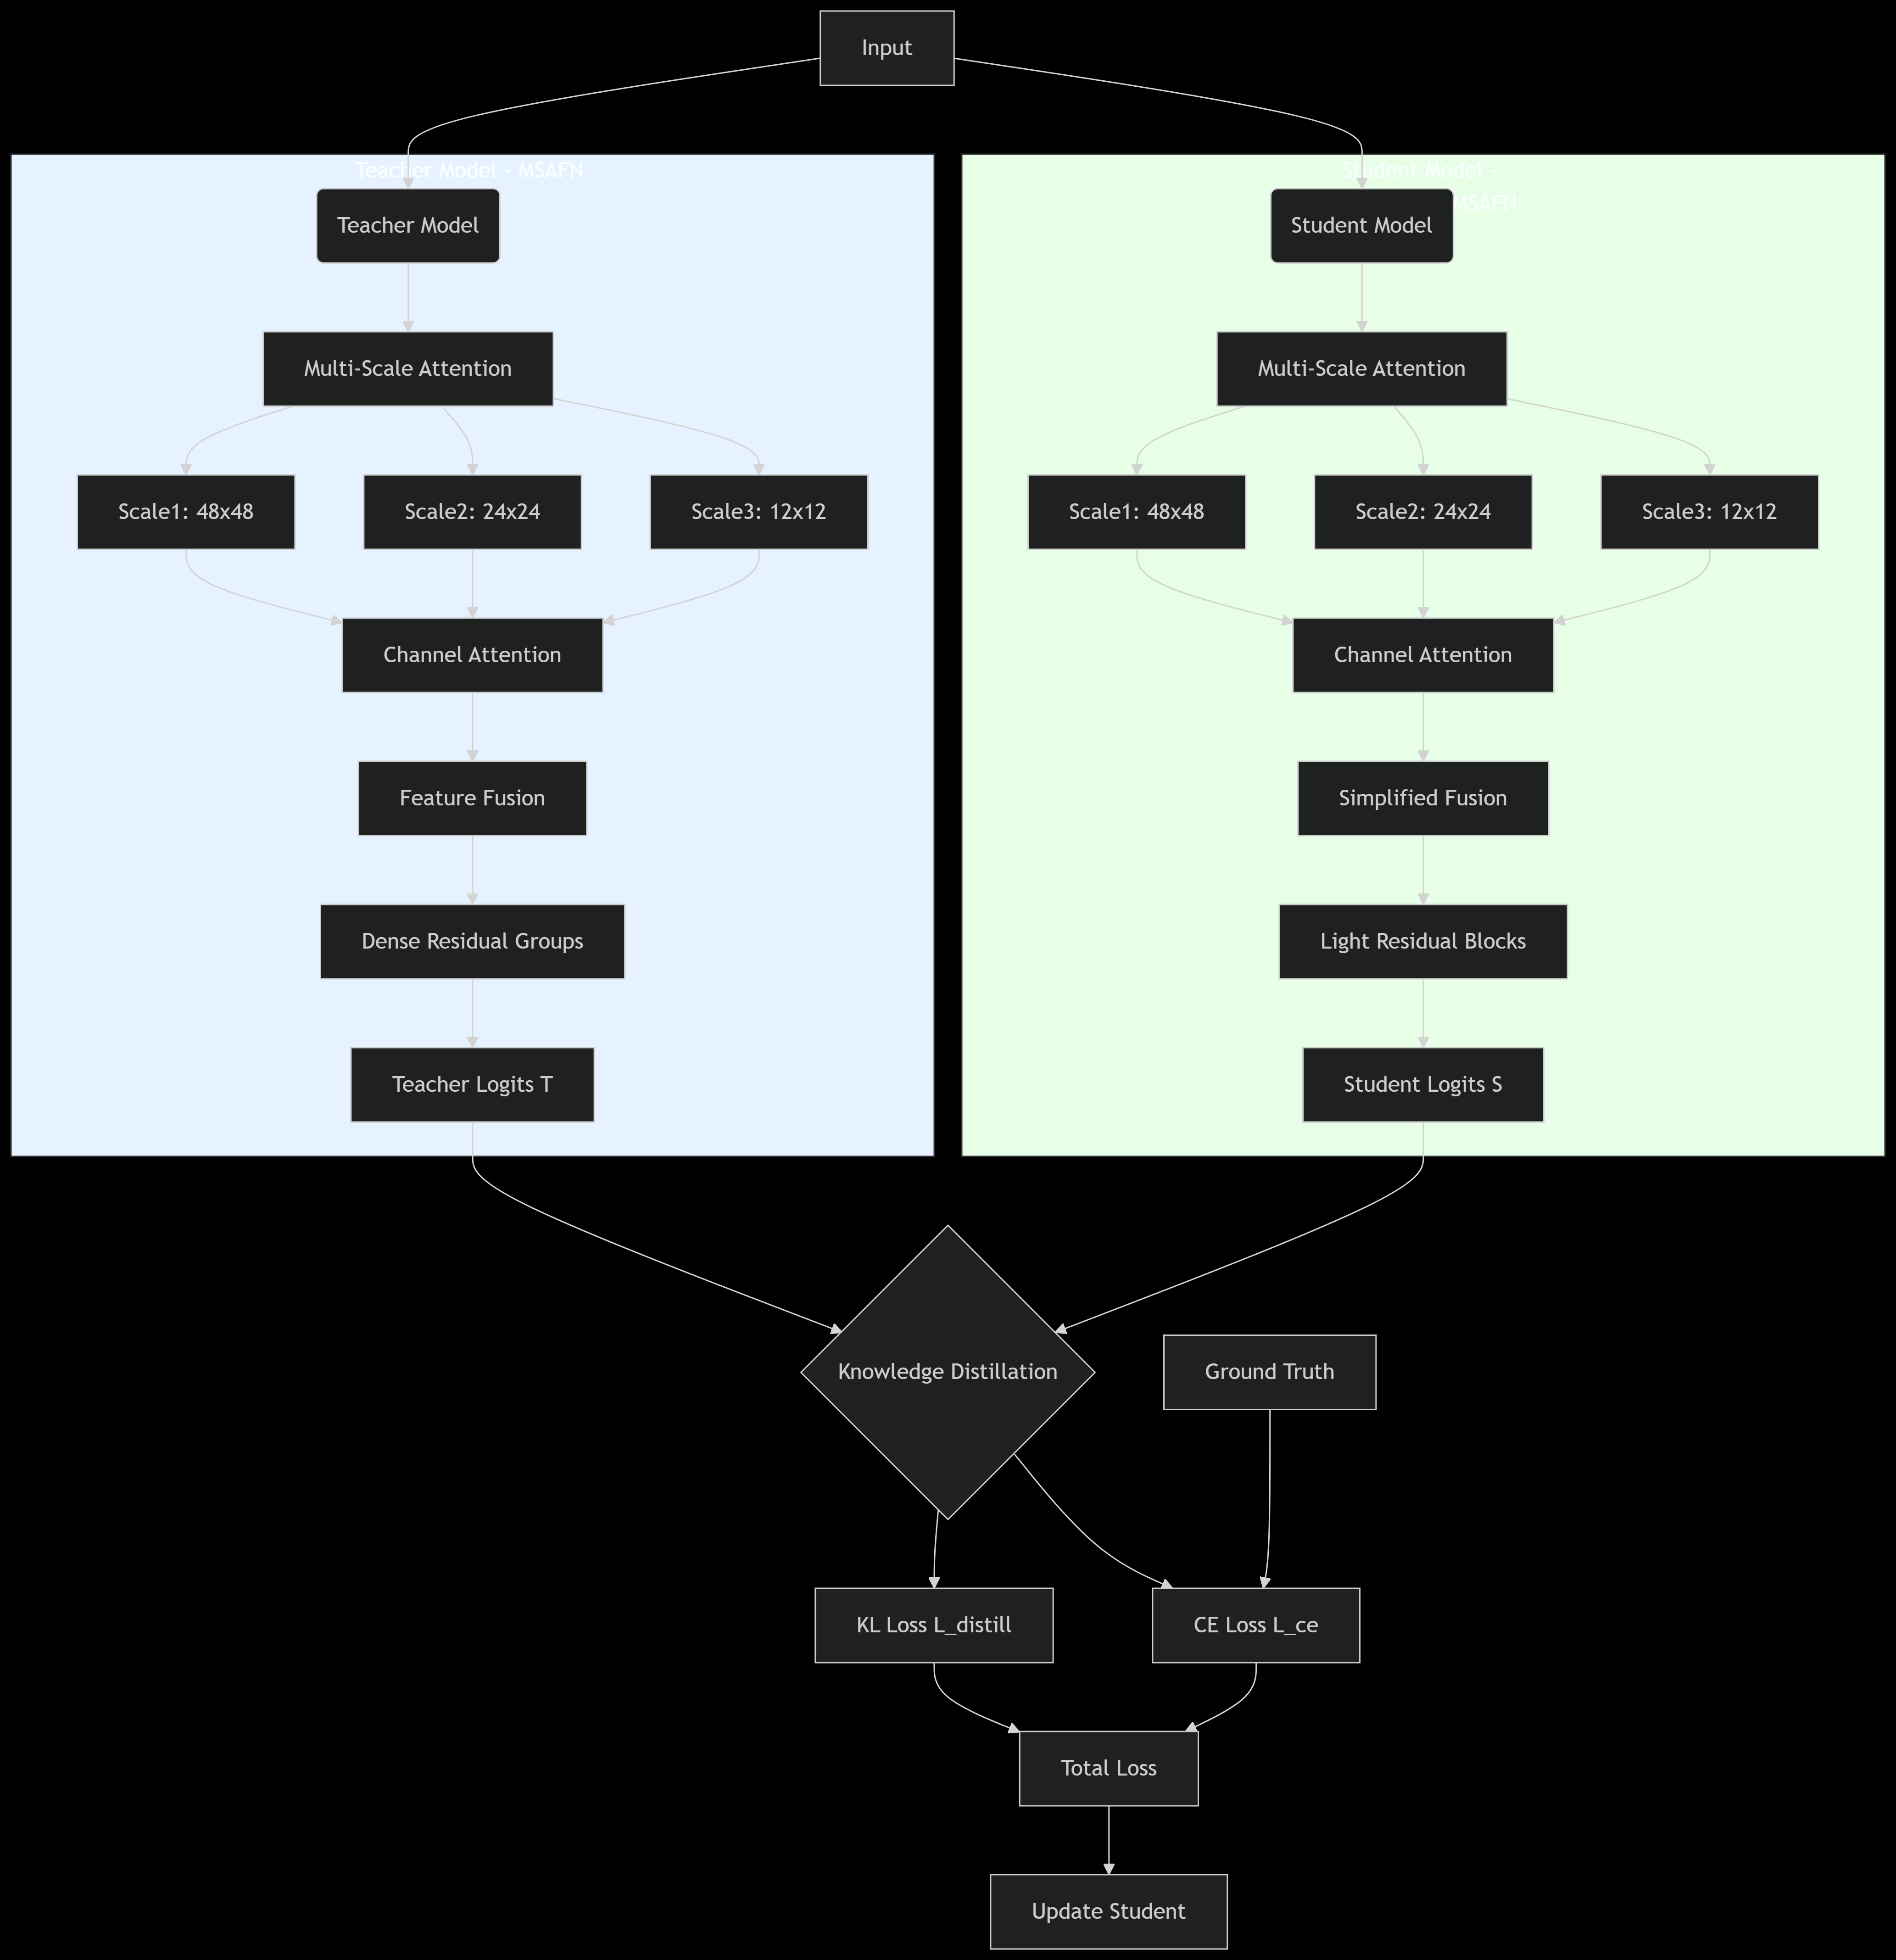 Input
Teacher Model - MSAFN
Student Model -
MSAFN
Teacher Model
Student Model
Multi-Scale Attention
Multi-Scale Attention
Scale1: 48x48
Scale2: 24x24
Scale3: 12x12
Scale1: 48x48
Scale2: 24x24
Scale3: 12x12
Channel Attention
Channel Attention
Feature Fusion
Simplified Fusion
Dense Residual Groups
Light Residual Blocks
Teacher Logits T
Student Logits S
Knowledge Distillation
Ground Truth
KL Loss L_distill
CE Loss L_ce
Total Loss
Update Student